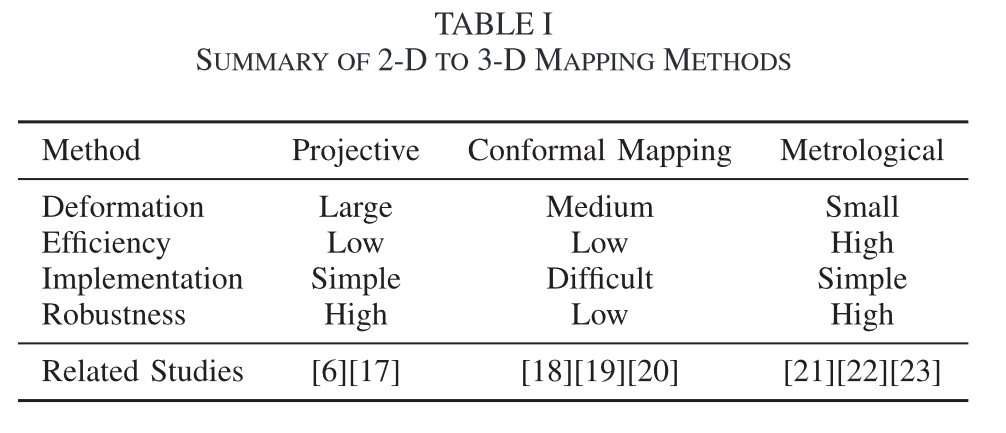 TABLE I
SUMMARY OF 2-D TO 3-D MAPPING METHODS
Method Projective Conformal Mapping Metrological
Deformation Large Medium Small
Efficiency Low Low High
Implementation Simple Difficult Simple
Robustness High Low High
Related Studies [6][17] [18][19][20] [21][22][23]